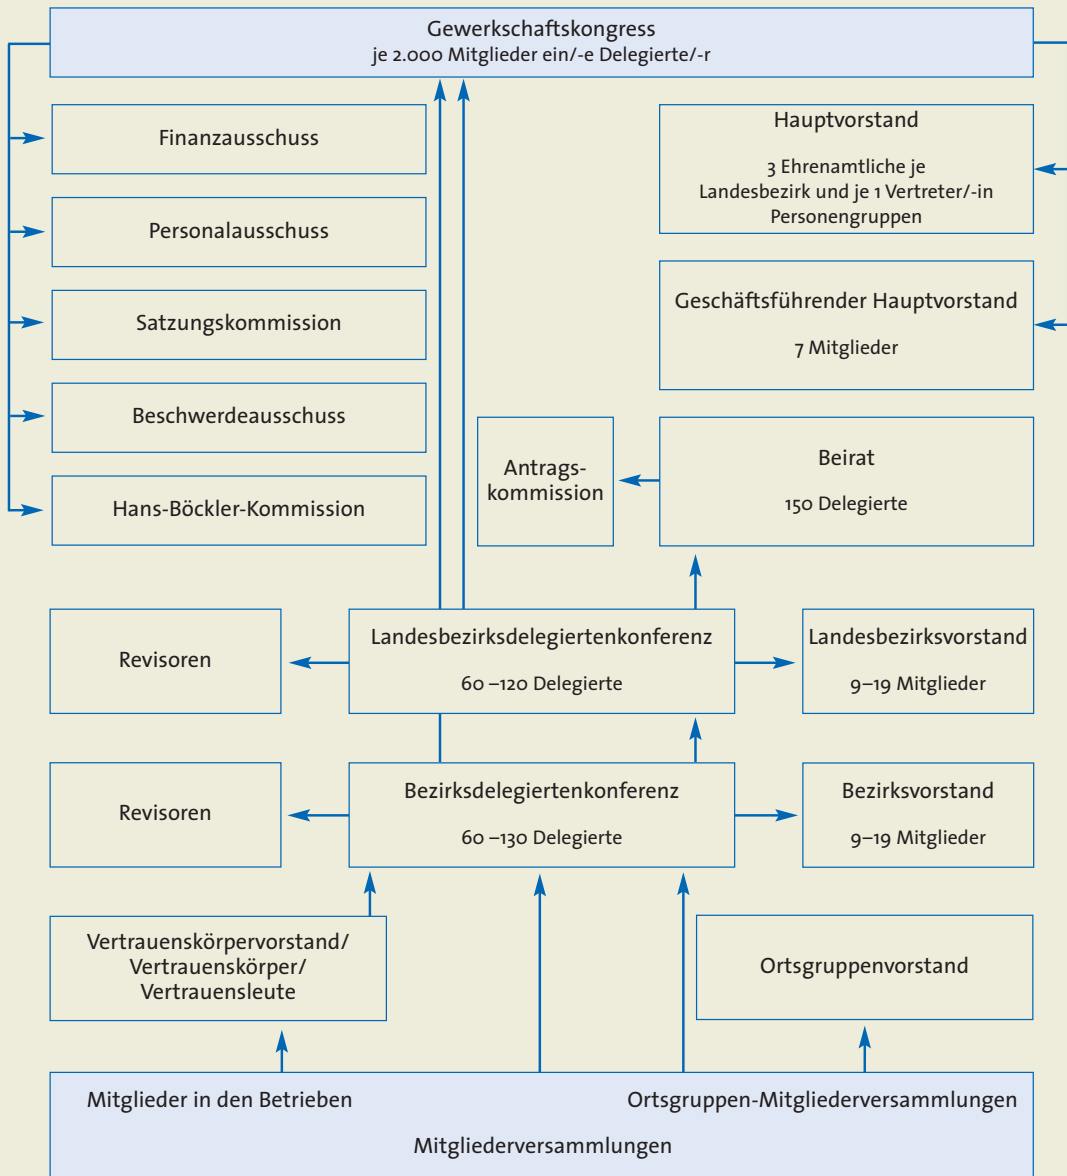 Gewerkschaftskongress
je 2.000 Mitglieder ein/-e Delegierte/-r
Finanzausschuss
Personalausschuss
Satzungskommission
Beschwerdeausschuss
Hans-Böckler-Kommission
Hauptvorstand
3 Ehrenamtliche je
Landesbezirk und je 1 Vertreter/-in
Personengruppen
Geschäftsführender Hauptvorstand
7 Mitglieder
Antrags-
kommission
Beirat
150 Delegierte
Revisoren
Landesbezirksdelegiertenkonferenz
60 –120 Delegierte
Landesbezirksvorstand
9–19 Mitglieder
Revisoren
Bezirksdelegiertenkonferenz
60 –130 Delegierte
Bezirksvorstand
9–19 Mitglieder
Vertrauenskörpervorstand/
Vertrauenskörper/
Vertrauensleute
Ortsgruppenvorstand
Mitglieder in den Betrieben
Ortsgruppen-Mitgliederversammlungen
Mitgliederversammlungen